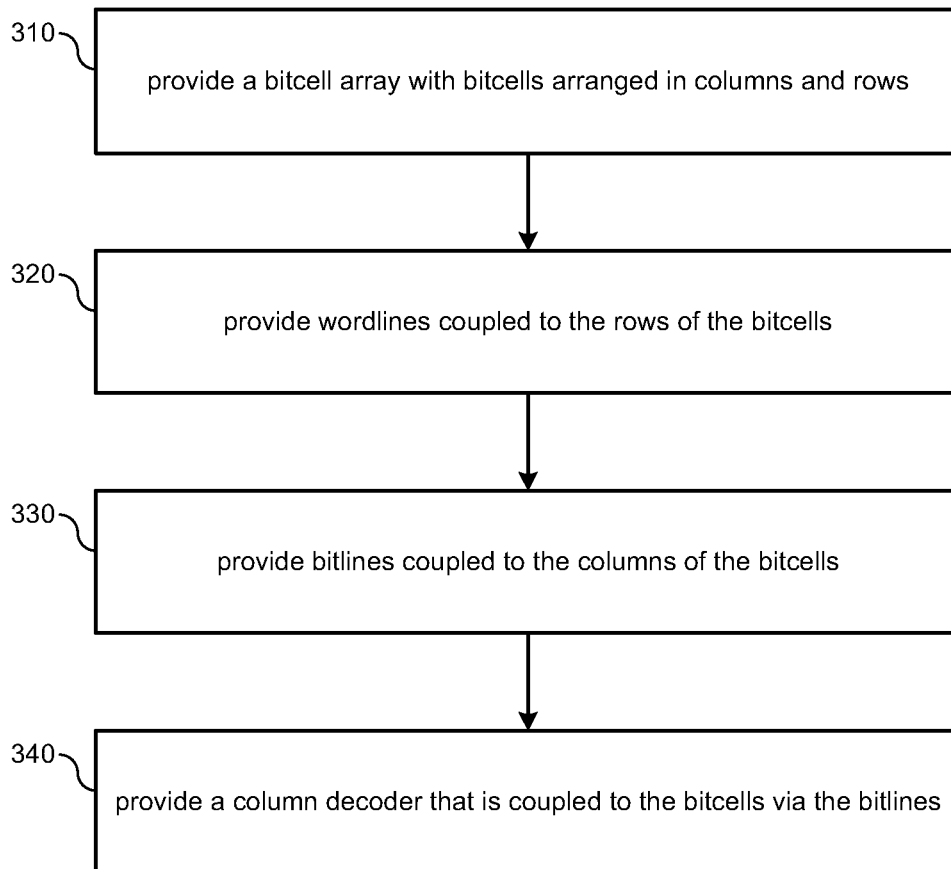 310
provide a bitcell array with bitcells arranged in columns and rows
320
provide wordlines coupled to the rows of the bitcells
330
provide bitlines coupled to the columns of the bitcells
340
provide a column decoder that is coupled to the bitcells via the bitlines